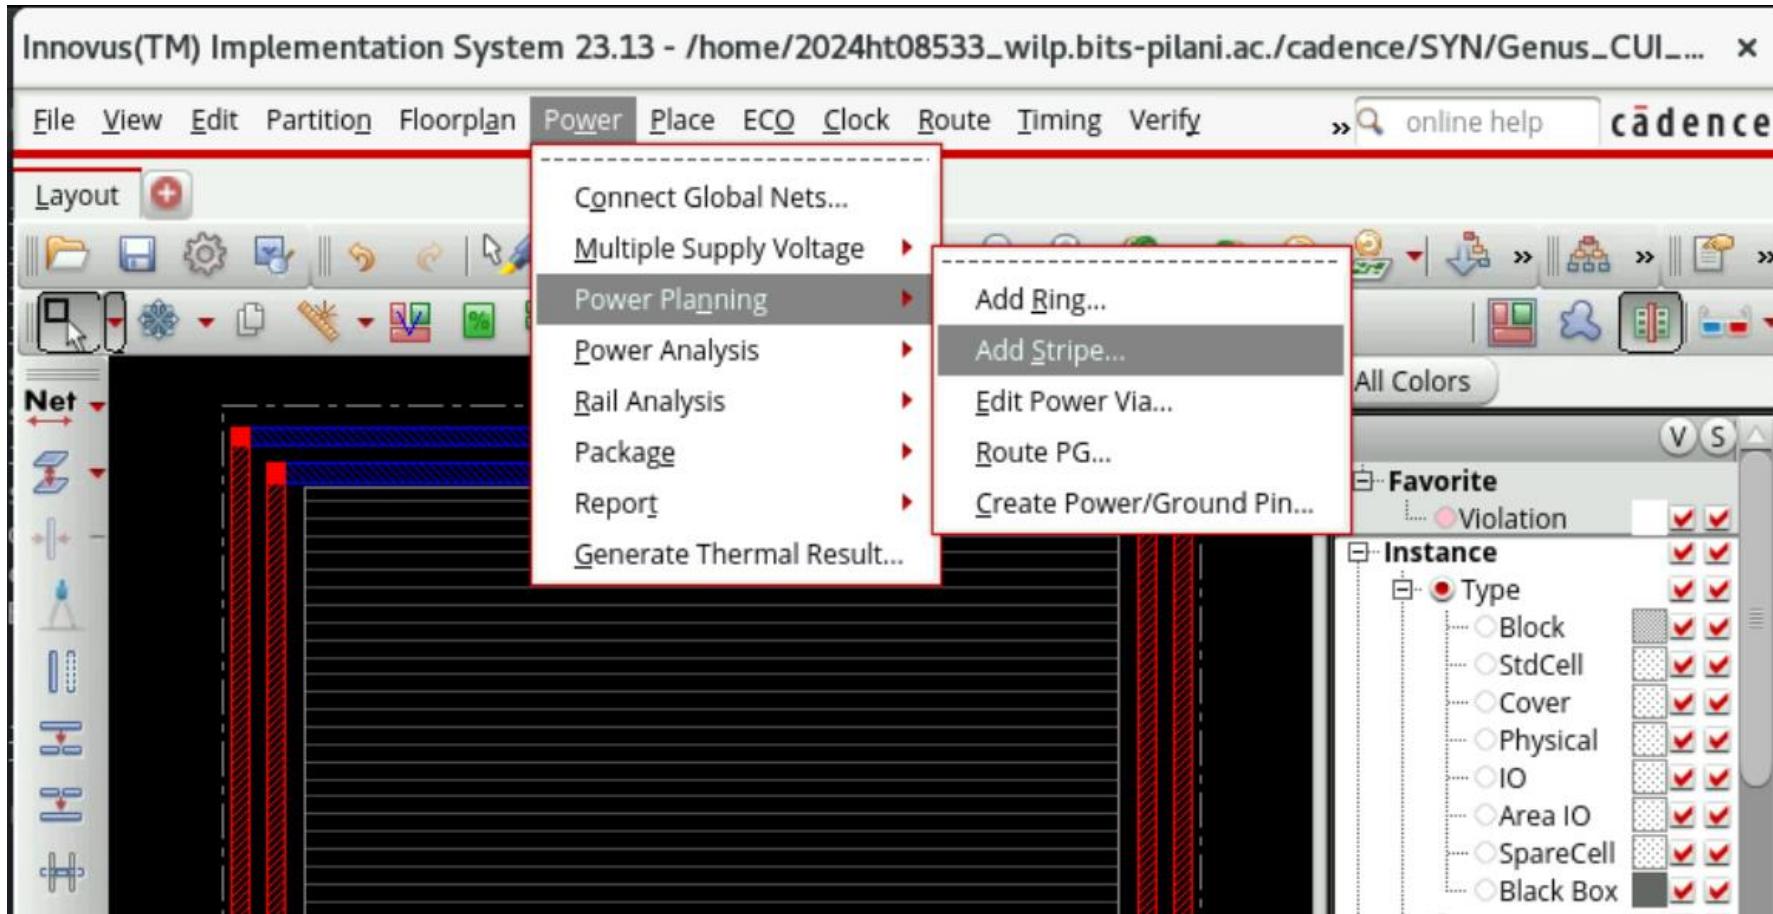 Innovus(TM) Implementation System 23.13 - /home/2024ht08533_wilp.bits-pilani.ac./cadence/SYN/Genus_CUI_... ×
File View Edit Partition Floorplan Power Place ECO Clock Route Timing Verify » online help cādence
Layout
Connect Global Nets...
Multiple Supply Voltage
Power Planning
Power Analysis
Rail Analysis
Package
Report
Generate Thermal Result...
Add Ring...
Add Stripe...
Edit Power Via...
Route PG...
Create Power/Ground Pin...
Net
All Colors
V S
Favorite
Violation
Instance
Type
Block
StdCell
Cover
Physical
IO
Area IO
SpareCell
Black Box